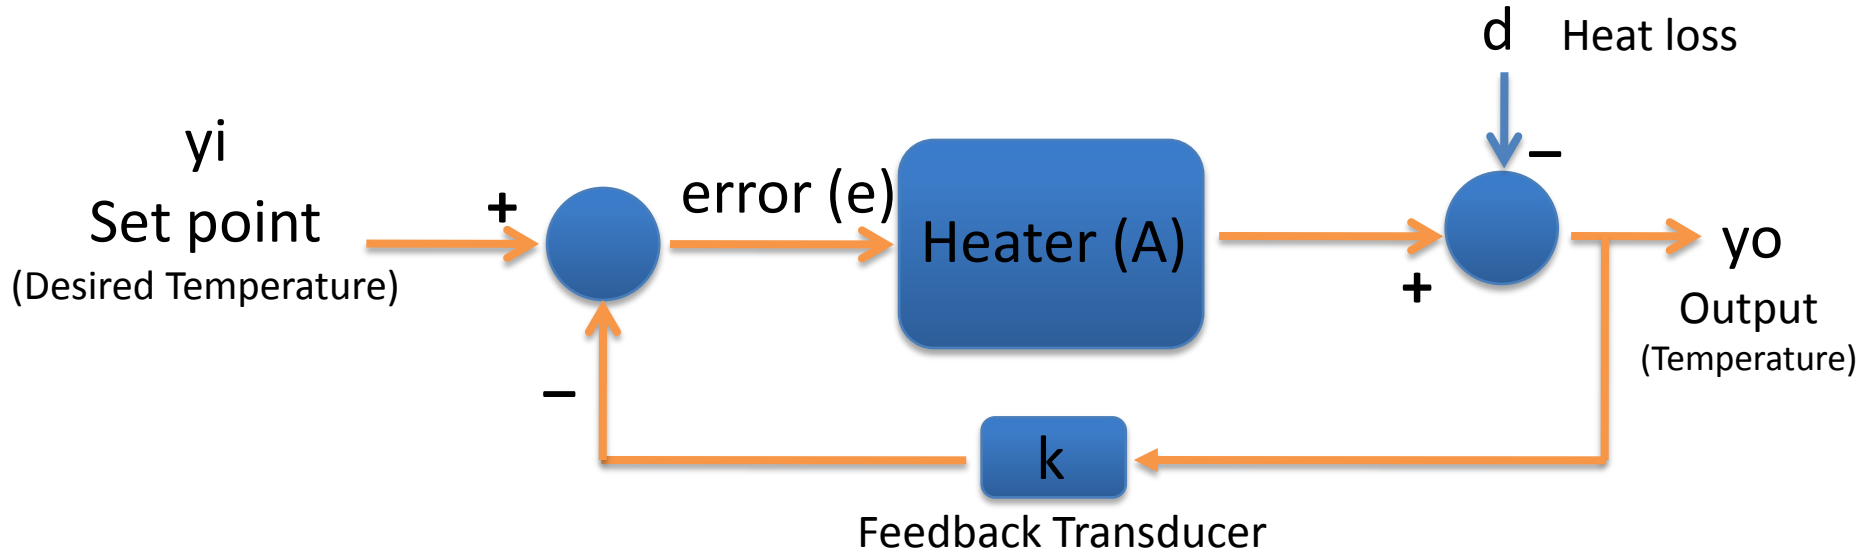 d Heat loss
yi
Set point
(Desired Temperature)
+
error (e)
Heater (A)
–
+
yo
Output
(Temperature)
–
k
Feedback Transducer